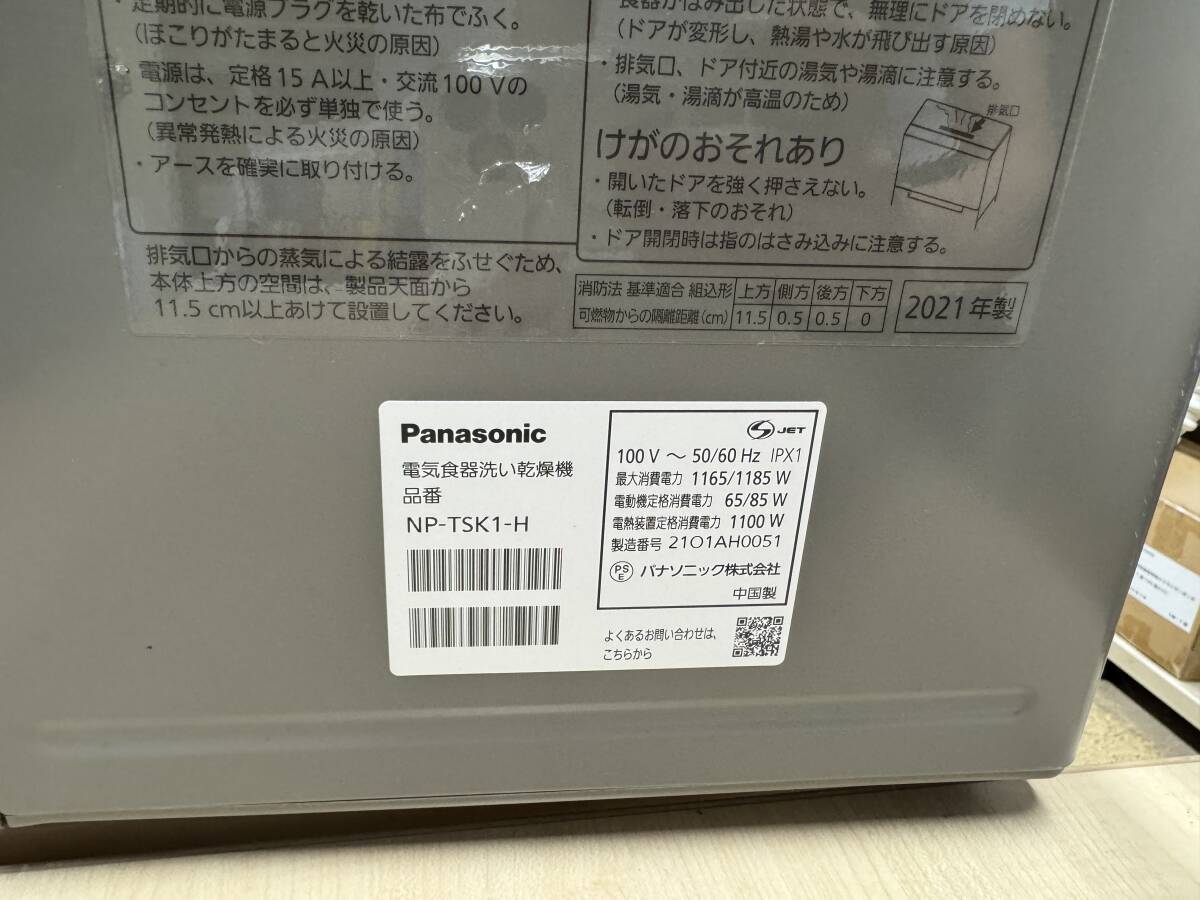 ・定期的に電源プラグを乾いた布でふく。
(ほこりがたまると火災の原因)
・電源は、定格15A以上・交流100Vの
コンセントを必ず単独で使う。
(異常発熱による火災の原因)
・アースを確実に取り付ける。
食器がはみ出した状態で、無理にドアを閉めない。
(ドアが変形し、熱湯や水が飛び出す原因)
・排気口、ドア付近の湯気や湯滴に注意する。
(湯気・湯滴が高温のため)
排気口
けがのおそれあり
・開いたドアを強く押さえない。
(転倒・落下のおそれ)
・ドア開閉時は指のはさみ込みに注意する。
排気口からの蒸気による結露をふせぐため、
本体上方の空間は、製品天面から
11.5 cm以上あけて設置してください。
消防法 基準適合 組込形 上方 側方 後方 下方
可燃物からの隔離距離(cm) 11.5 0.5 0.5 0
2021年製
Panasonic
電気食器洗い乾燥機
品番
NP-TSK1-H
S JET
100 V ～ 50/60 Hz IPX1
最大消費電力 1165/1185 W
電動機定格消費電力 65/85 W
電熱装置定格消費電力 1100 W
製造番号 21O1AH0051
PSE パナソニック株式会社
中国製
よくあるお問い合わせは、
こちらから